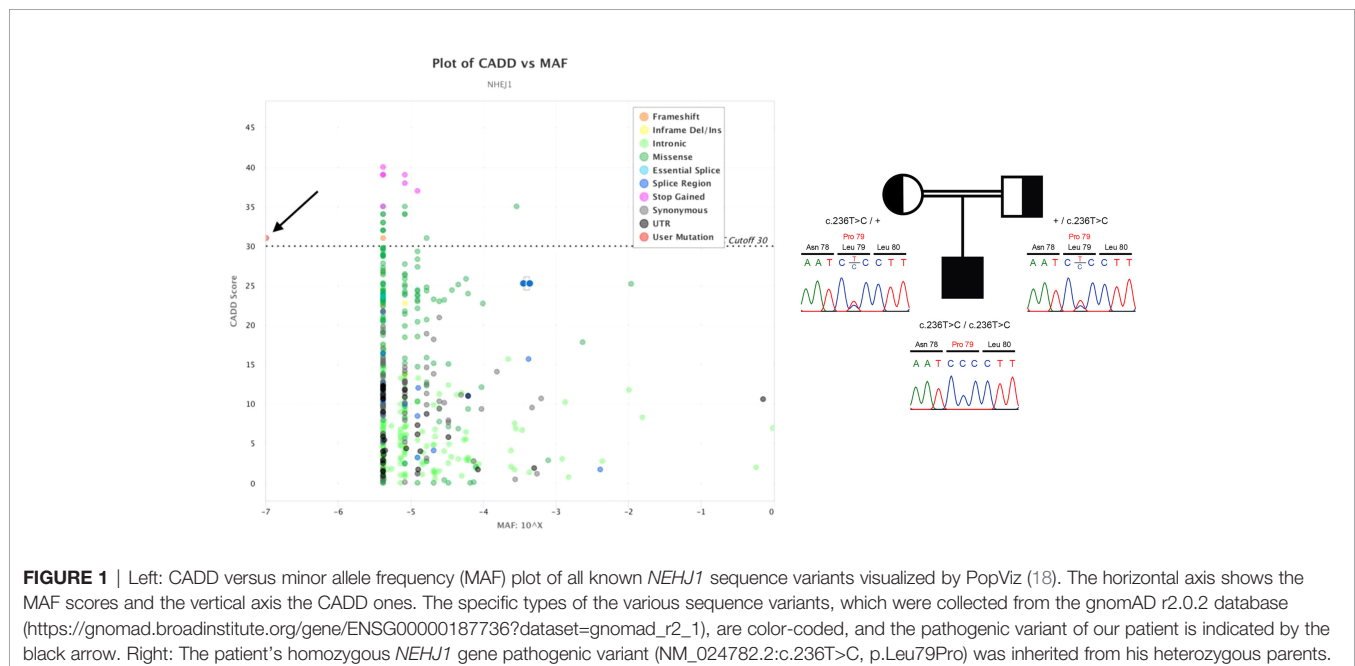 Plot of CADD vs MAF
NHEJ1
CADD Score
45
40
35
30
25
20
15
10
5
0
-7
-6
-5
-4
-3
-2
-1
0
MAF: 10^X
Frameshift
Inframe Del/Ins
Intronic
Missense
Essential Splice
Splice Region
Stop Gained
Synonymous
UTR
User Mutation
Cutoff 30
c.236T>C / +
Pro 79
Asn 78 Leu 79 Leu 80
A A T C T/C C C T T
+ / c.236T>C
Pro 79
Asn 78 Leu 79 Leu 80
A A T C T/C C C T T
c.236T>C / c.236T>C
Asn 78 Pro 79 Leu 80
A A T C C C C T T
FIGURE 1 | Left: CADD versus minor allele frequency (MAF) plot of all known NEHJ1 sequence variants visualized by PopViz (18). The horizontal axis shows the
MAF scores and the vertical axis the CADD ones. The specific types of the various sequence variants, which were collected from the gnomAD r2.0.2 database
(https://gnomad.broadinstitute.org/gene/ENSG00000187736?dataset=gnomad_r2_1), are color-coded, and the pathogenic variant of our patient is indicated by the
black arrow. Right: The patient's homozygous NEHJ1 gene pathogenic variant (NM_024782.2:c.236T>C, p.Leu79Pro) was inherited from his heterozygous parents.